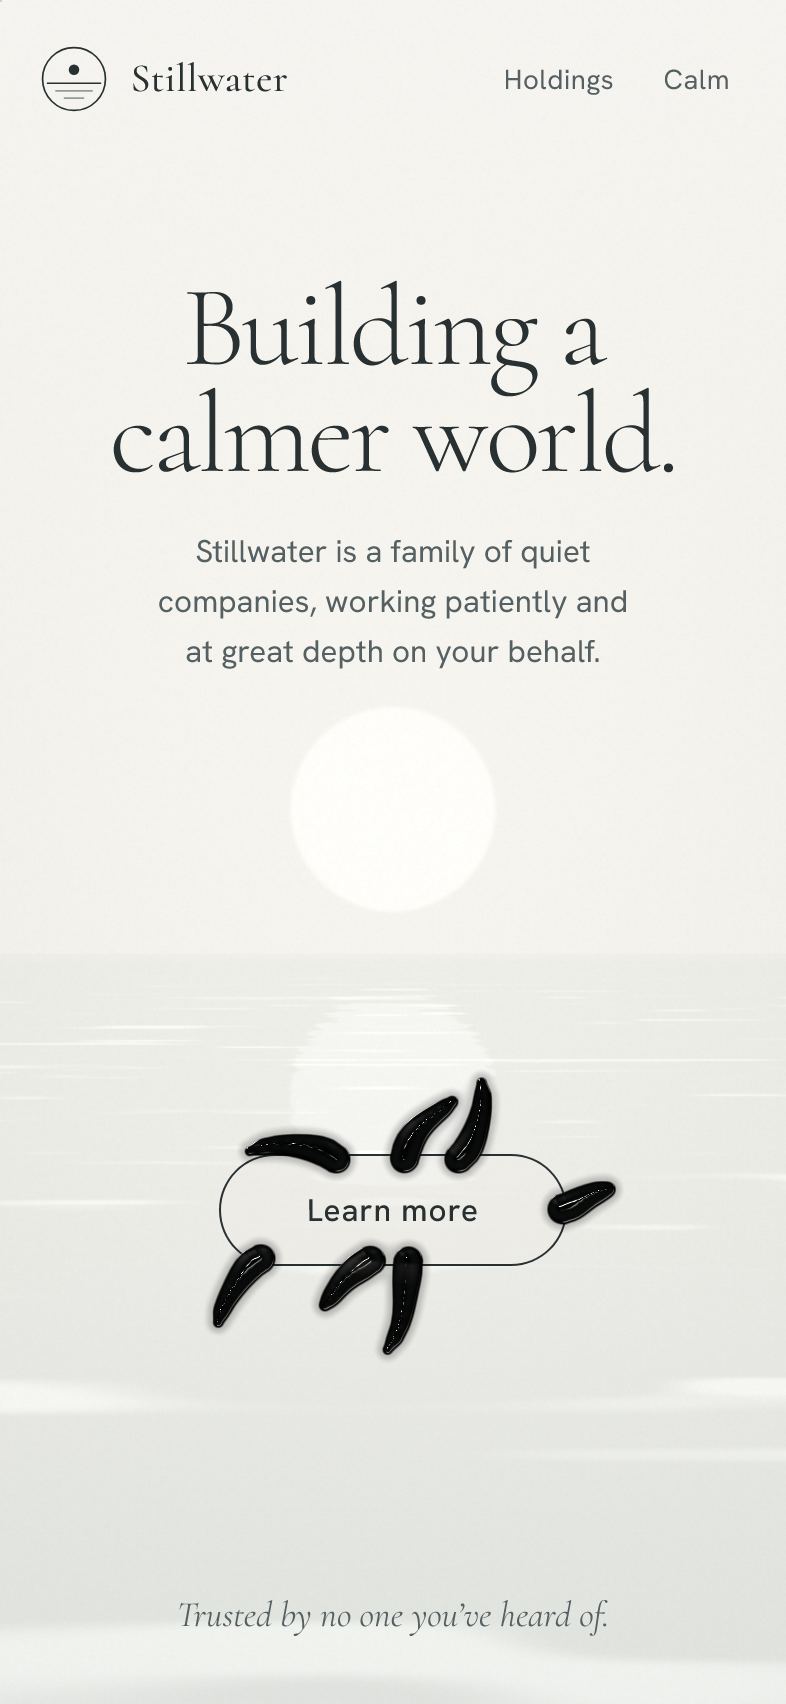 Stillwater
Holdings
Calm
Building a
calmer world.
Stillwater is a family of quiet
companies, working patiently and
at great depth on your behalf.
Learn more
Trusted by no one you’ve heard of.